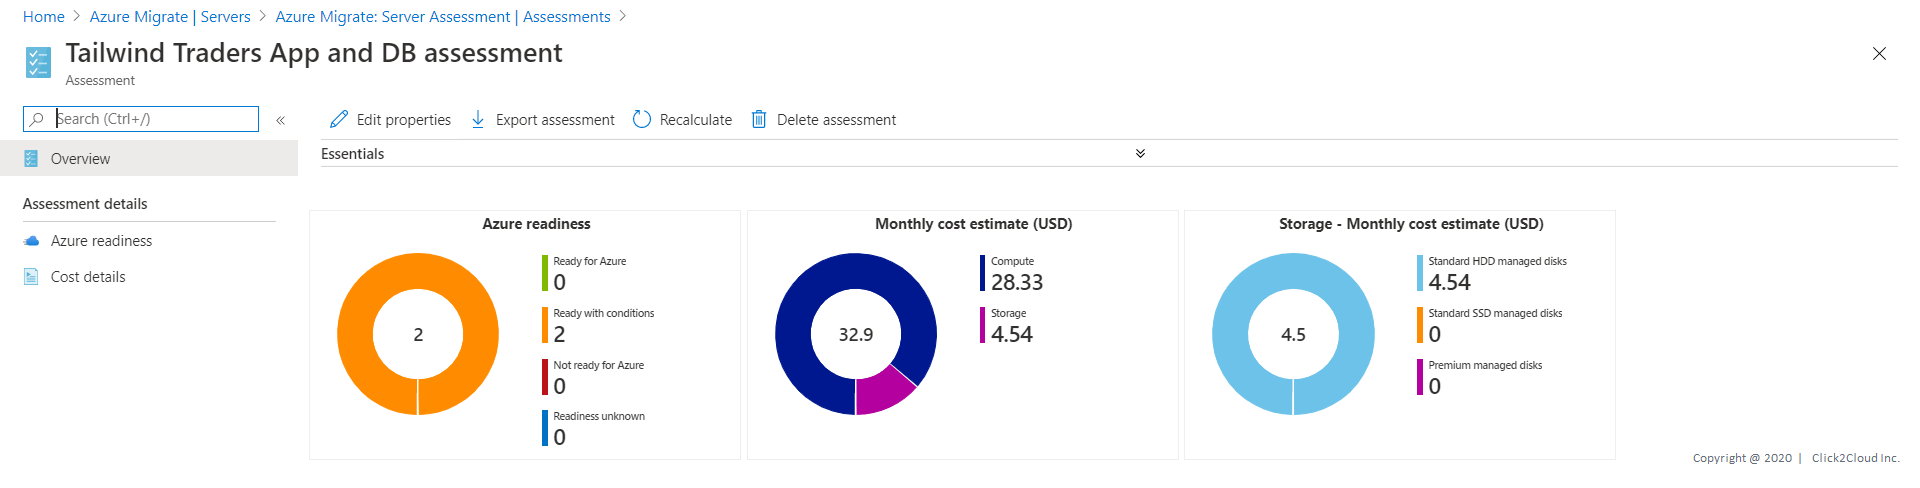 Home > Azure Migrate | Servers > Azure Migrate: Server Assessment | Assessments >
Tailwind Traders App and DB assessment
Assessment
Search (Ctrl+/)
«
Edit properties
Export assessment
Recalculate
Delete assessment
Overview
Essentials
Assessment details
Azure readiness
Cost details
Azure readiness
2
Ready for Azure
0
Ready with conditions
2
Not ready for Azure
0
Readiness unknown
0
Monthly cost estimate (USD)
32.9
Compute
28.33
Storage
4.54
Storage - Monthly cost estimate (USD)
4.5
Standard HDD managed disks
4.54
Standard SSD managed disks
0
Premium managed disks
0
Copyright @ 2020 | Click2Cloud Inc.